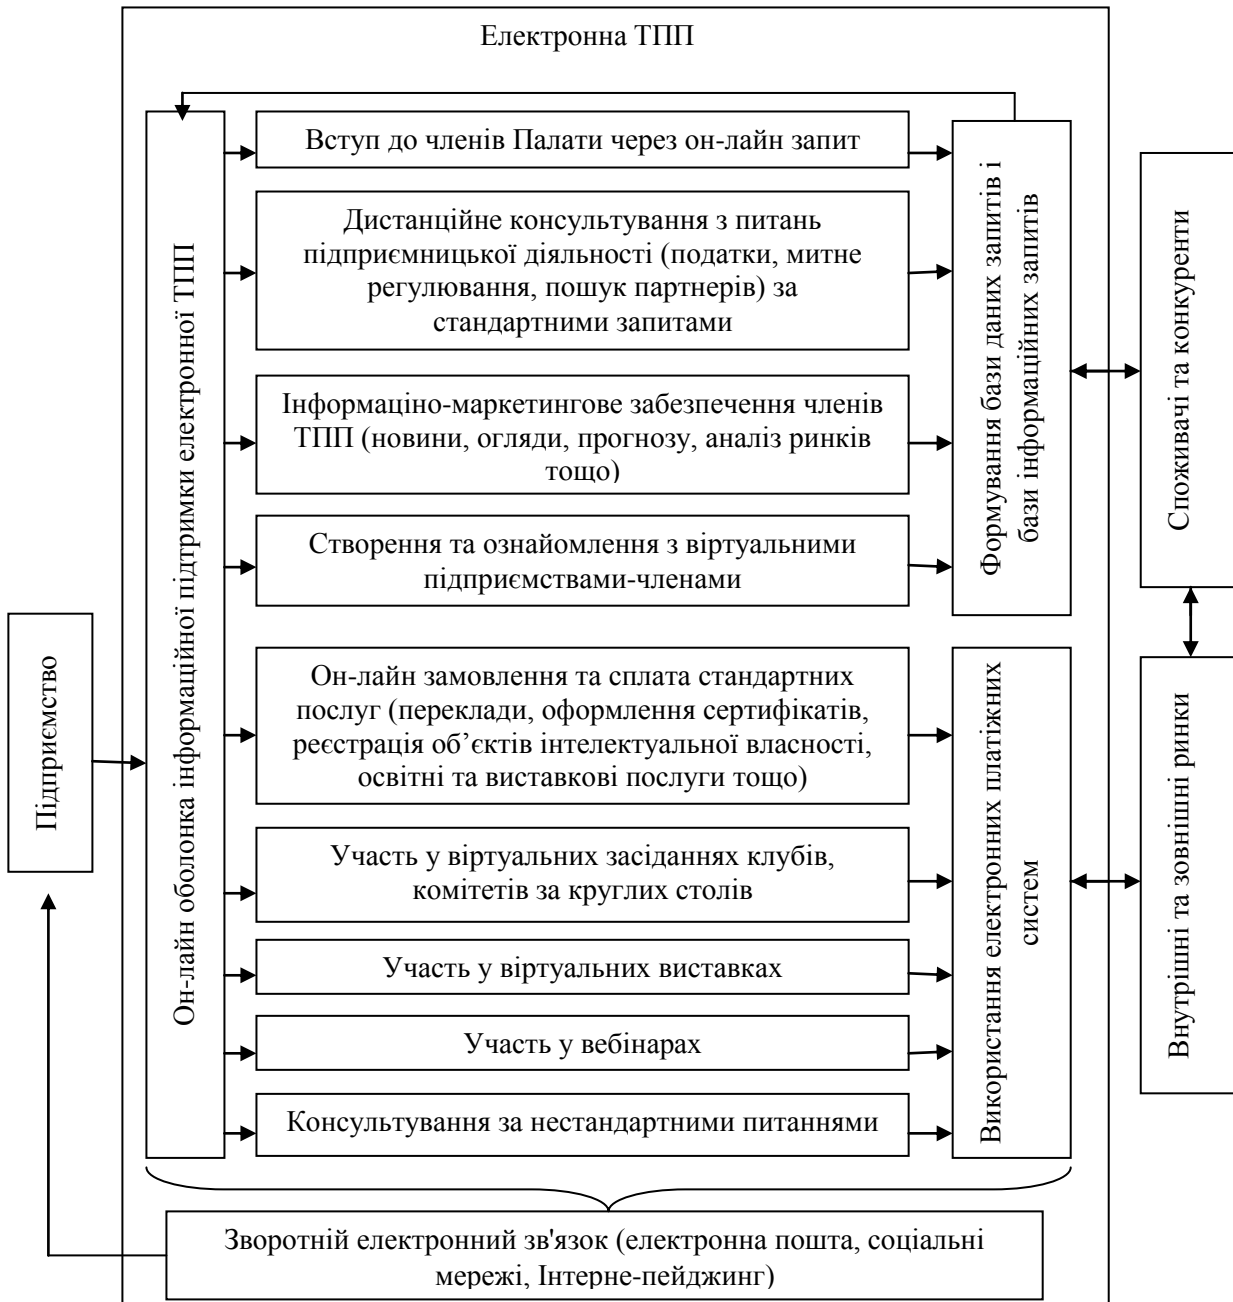 Електронна ТПП
Підприємство
Он-лайн оболонка інформаційної підтримки електронної ТПП
Вступ до членів Палати через он-лайн запит
Дистанційне консультування з питань
підприємницької діяльності (податки, митне
регулювання, пошук партнерів) за
стандартними запитами
Інформаціно-маркетингове забезпечення членів
ТПП (новини, огляди, прогнозу, аналіз ринків
тощо)
Створення та ознайомлення з віртуальними
підприємствами-членами
Он-лайн замовлення та сплата стандартних
послуг (переклади, оформлення сертифікатів,
реєстрація об’єктів інтелектуальної власності,
освітні та виставкові послуги тощо)
Участь у віртуальних засіданнях клубів,
комітетів за круглих столів
Участь у віртуальних виставках
Участь у вебінарах
Консультування за нестандартними питаннями
Формування бази даних запитів і
бази інформаційних запитів
Використання електронних платіжних
систем
Споживачі та конкуренти
Внутрішні та зовнішні ринки
Зворотній електронний зв'язок (електронна пошта, соціальні
мережі, Інтерне-пейджинг)